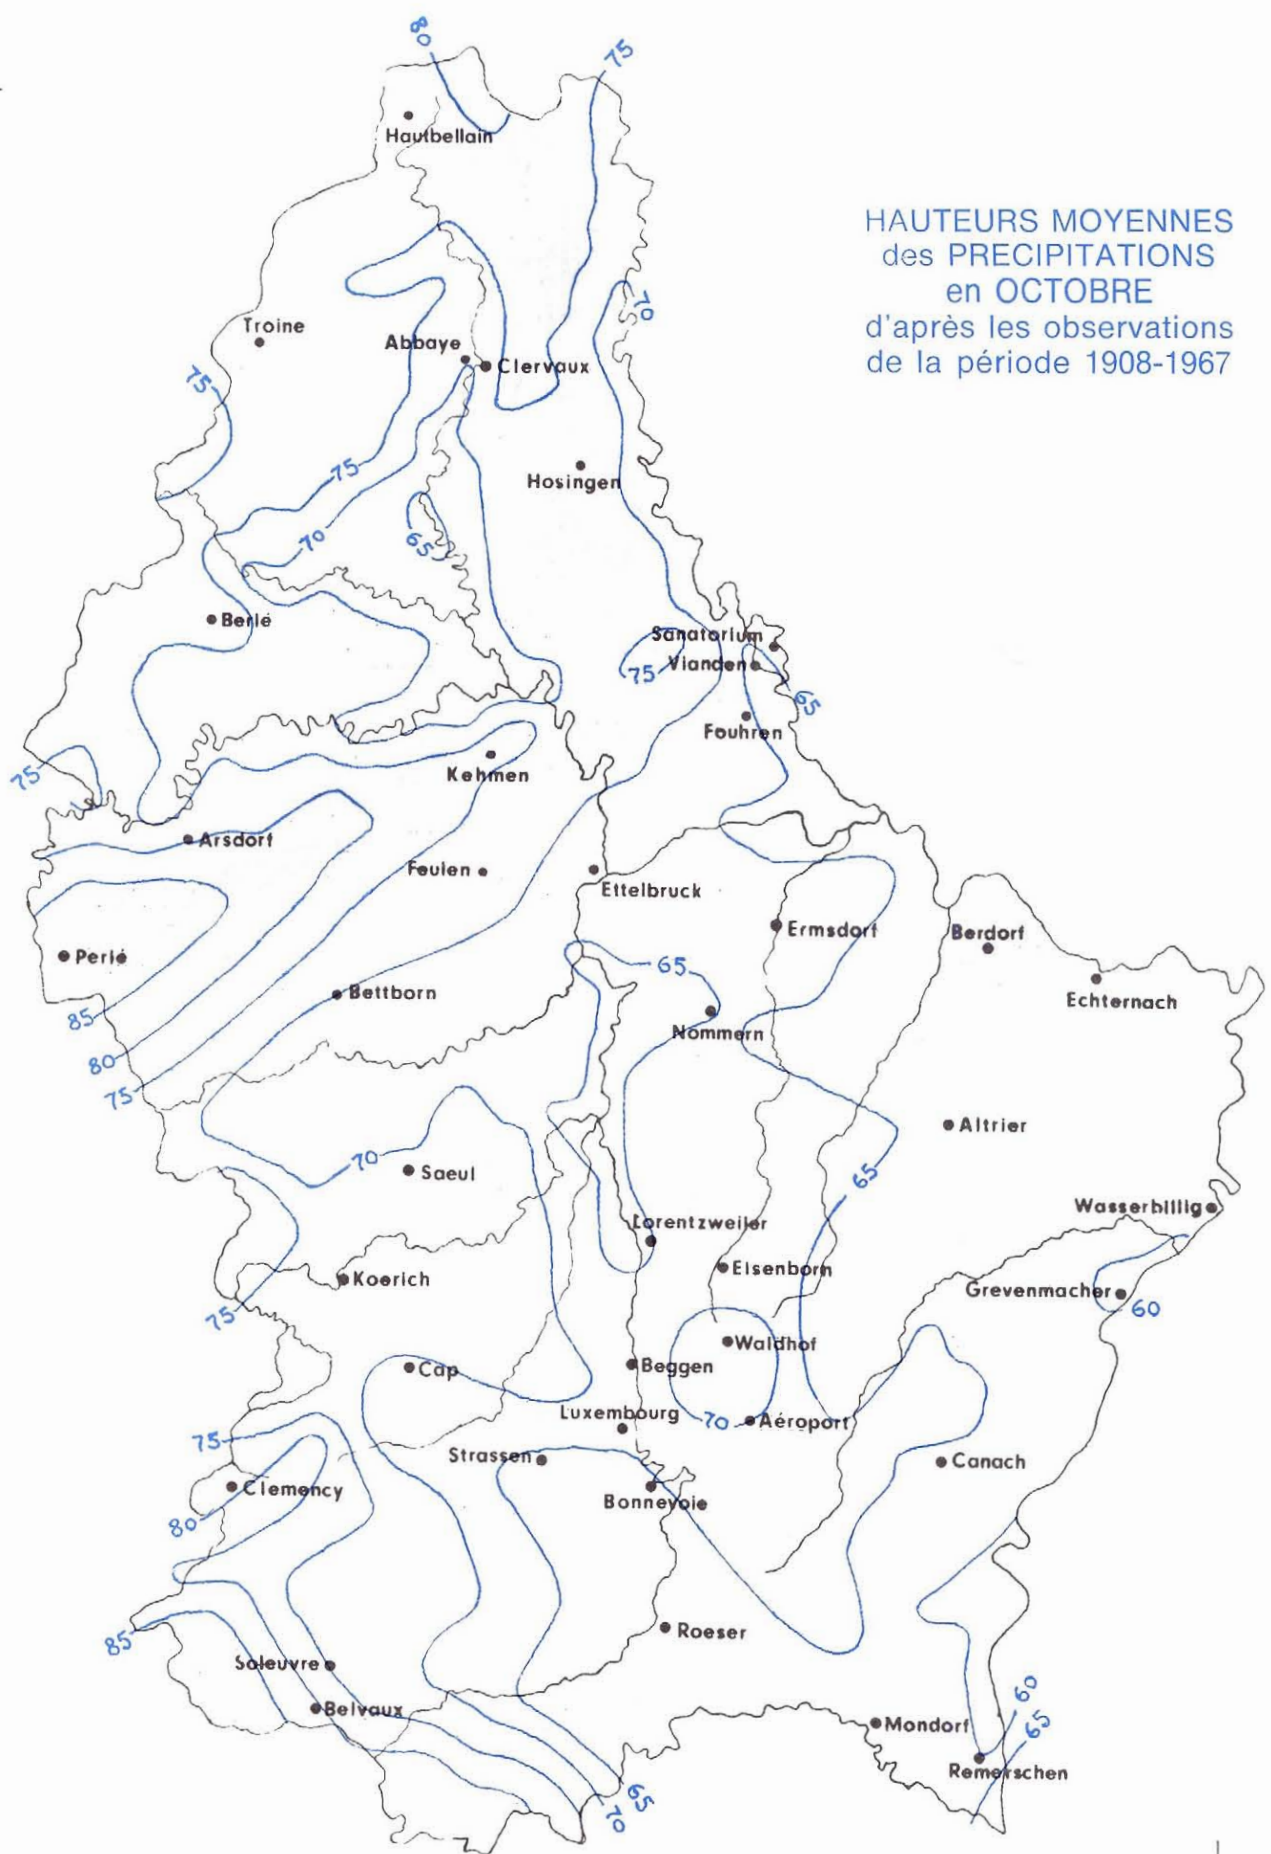 80
75
Hautbellain
HAUTEURS MOYENNES
des PRECIPITATIONS
en OCTOBRE
d'après les observations
de la période 1908-1967
70
Troine
Abbaye
Clervaux
75
75
Hosingen
70
65
Berlé
Sanatorium
75
Vianden
65
Fouhren
75
Kehmen
Arsdorf
Feulen
Ettelbruck
Ermsdorf
Berdorf
Perlé
65
Echternach
Bettborn
85
Nommern
80
75
Altrier
70
Saeul
65
Wasserbillig
Lorentzweiler
Koerich
Eisenborn
Grevenmacher
60
75
Waldhof
Cap
Beggen
Luxembourg
70
Aéroport
75
Strassen
Canach
Clemency
Bonnevoie
80
85
Roeser
Soleuvre
Belvaux
60
Mondorf
65
Remerschen
65
70